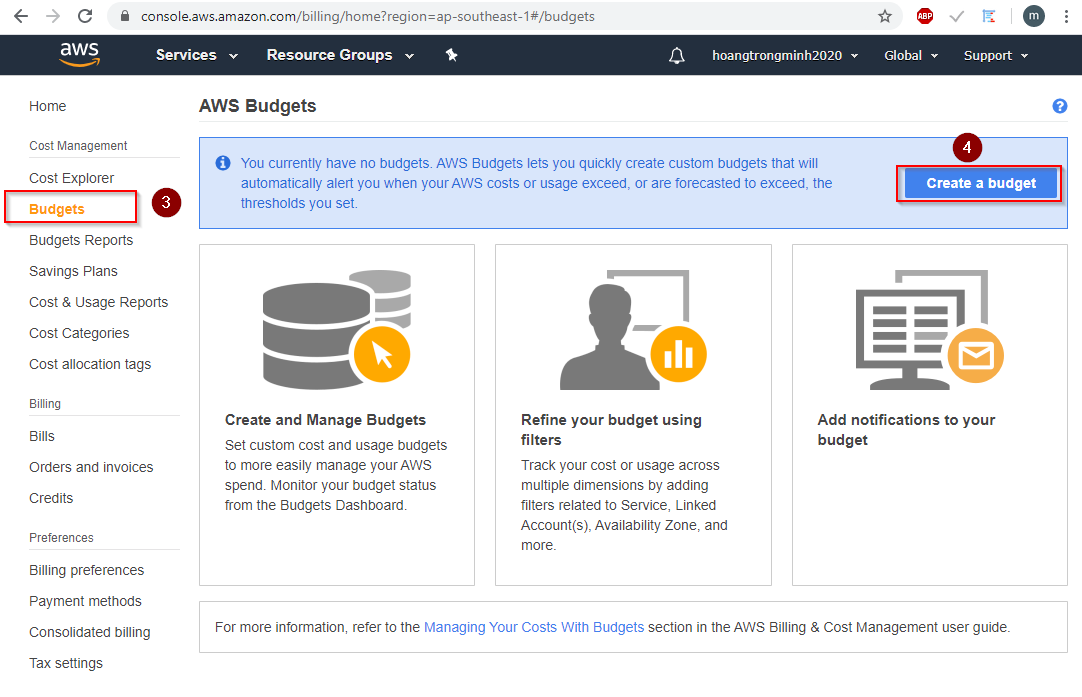 console.aws.amazon.com/billing/home?region=ap-southeast-1#/budgets
ABP
m
aws
Services
Resource Groups
hoangtrongminh2020
Global
Support
Home
Cost Management
Cost Explorer
Budgets
3
Budgets Reports
Savings Plans
Cost & Usage Reports
Cost Categories
Cost allocation tags
Billing
Bills
Orders and invoices
Credits
Preferences
Billing preferences
Payment methods
Consolidated billing
Tax settings
AWS Budgets
?
i
You currently have no budgets. AWS Budgets lets you quickly create custom budgets that will
automatically alert you when your AWS costs or usage exceed, or are forecasted to exceed, the
thresholds you set.
4
Create a budget
Create and Manage Budgets
Set custom cost and usage budgets
to more easily manage your AWS
spend. Monitor your budget status
from the Budgets Dashboard.
Refine your budget using
filters
Track your cost or usage across
multiple dimensions by adding
filters related to Service, Linked
Account(s), Availability Zone, and
more.
Add notifications to your
budget
For more information, refer to the Managing Your Costs With Budgets section in the AWS Billing & Cost Management user guide.